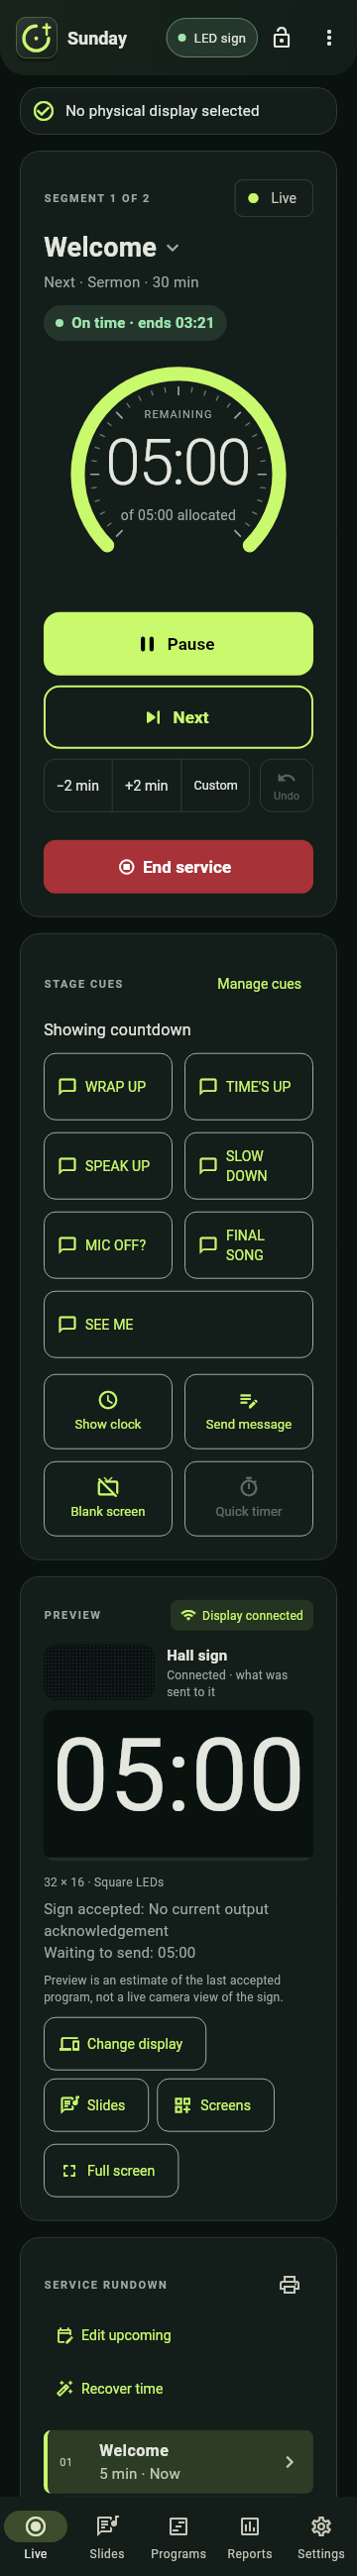 Sunday
LED sign
No physical display selected
SEGMENT 1 OF 2
Live
Welcome
Next · Sermon · 30 min
On time · ends 03:21
REMAINING
05:00
of 05:00 allocated
Pause
Next
−2 min
+2 min
Custom
Undo
End service
STAGE CUES
Manage cues
Showing countdown
WRAP UP
TIME'S UP
SPEAK UP
SLOW
DOWN
MIC OFF?
FINAL
SONG
SEE ME
Show clock
Send message
Blank screen
Quick timer
PREVIEW
Display connected
Hall sign
Connected · what was
sent to it
05:00
32 × 16 · Square LEDs
Sign accepted: No current output
acknowledgement
Waiting to send: 05:00
Preview is an estimate of the last accepted
program, not a live camera view of the sign.
Change display
Slides
Screens
Full screen
SERVICE RUNDOWN
Edit upcoming
Recover time
01
Welcome
5 min · Now
Live
Slides
Programs
Reports
Settings